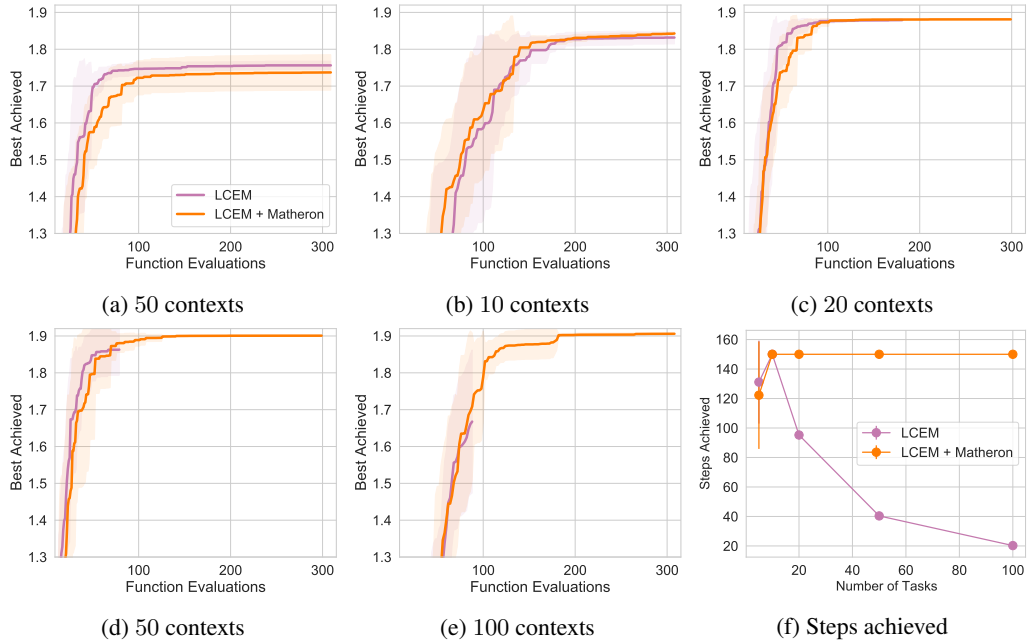 1.9
1.8
1.7
1.6
1.5
1.4
1.3
Best Achieved
100
200
300
Function Evaluations
LCEM
LCEM + Matheron
(a) 50 contexts
1.9
1.8
1.7
1.6
1.5
1.4
1.3
Best Achieved
100
200
300
Function Evaluations
(b) 10 contexts
1.9
1.8
1.7
1.6
1.5
1.4
1.3
Best Achieved
100
200
300
Function Evaluations
(c) 20 contexts
1.9
1.8
1.7
1.6
1.5
1.4
1.3
Best Achieved
100
200
300
Function Evaluations
(d) 50 contexts
1.9
1.8
1.7
1.6
1.5
1.4
1.3
Best Achieved
100
200
300
Function Evaluations
(e) 100 contexts
160
140
120
100
80
60
40
20
Steps Achieved
LCEM
LCEM + Matheron
20
40
60
80
100
Number of Tasks
(f) Steps achieved